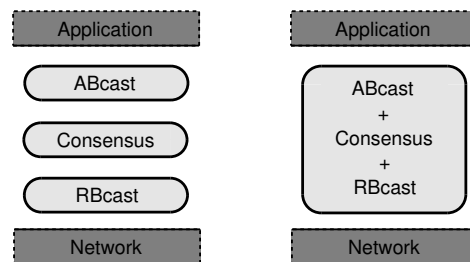 Application
ABcast
Consensus
RBcast
Network
Application
ABcast
+
Consensus
+
RBcast
Network